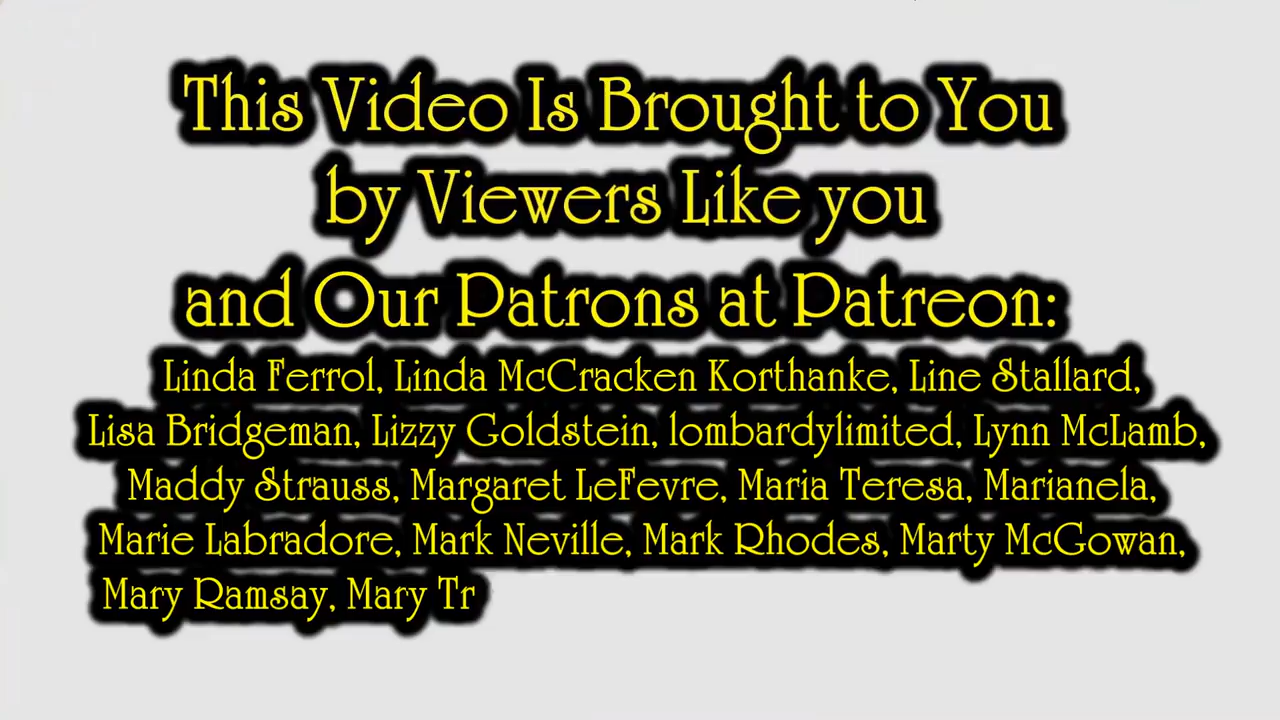 This Video Is Brought to You
by Viewers Like you
and Our Patrons at Patreon:
Linda Ferrol, Linda McCracken Korthanke, Line Stallard,
Lisa Bridgeman, Lizzy Goldstein, lombardylimited, Lynn McLamb,
Maddy Strauss, Margaret LeFevre, Maria Teresa, Marianela,
Marie Labradore, Mark Neville, Mark Rhodes, Marty McGowan,
Mary Ramsay, Mary Tr